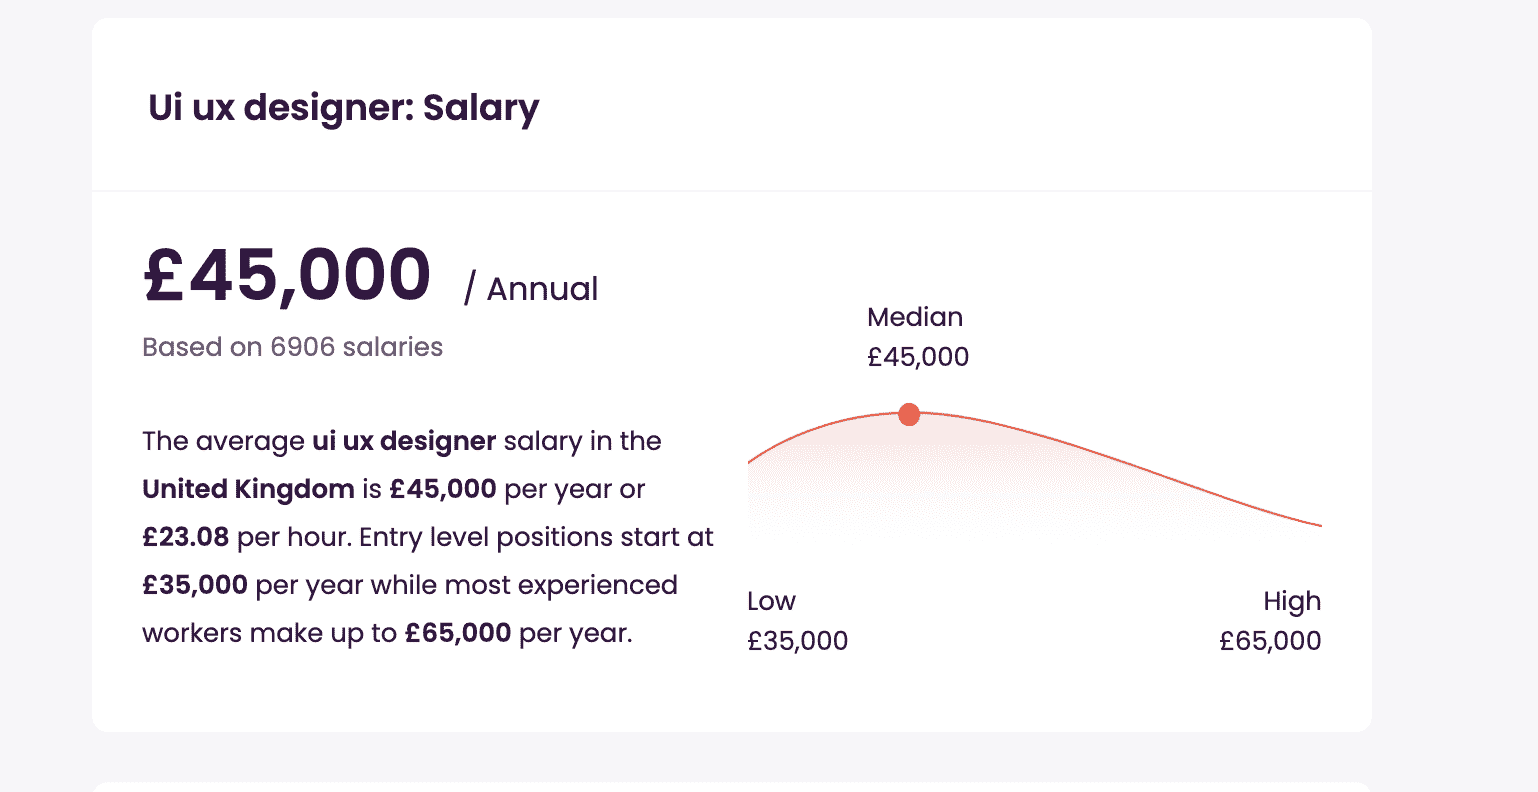 Ui ux designer: Salary
£45,000 / Annual
Based on 6906 salaries
The average ui ux designer salary in the
United Kingdom is £45,000 per year or
£23.08 per hour. Entry level positions start at
£35,000 per year while most experienced
workers make up to £65,000 per year.
Median
£45,000
Low
£35,000
High
£65,000